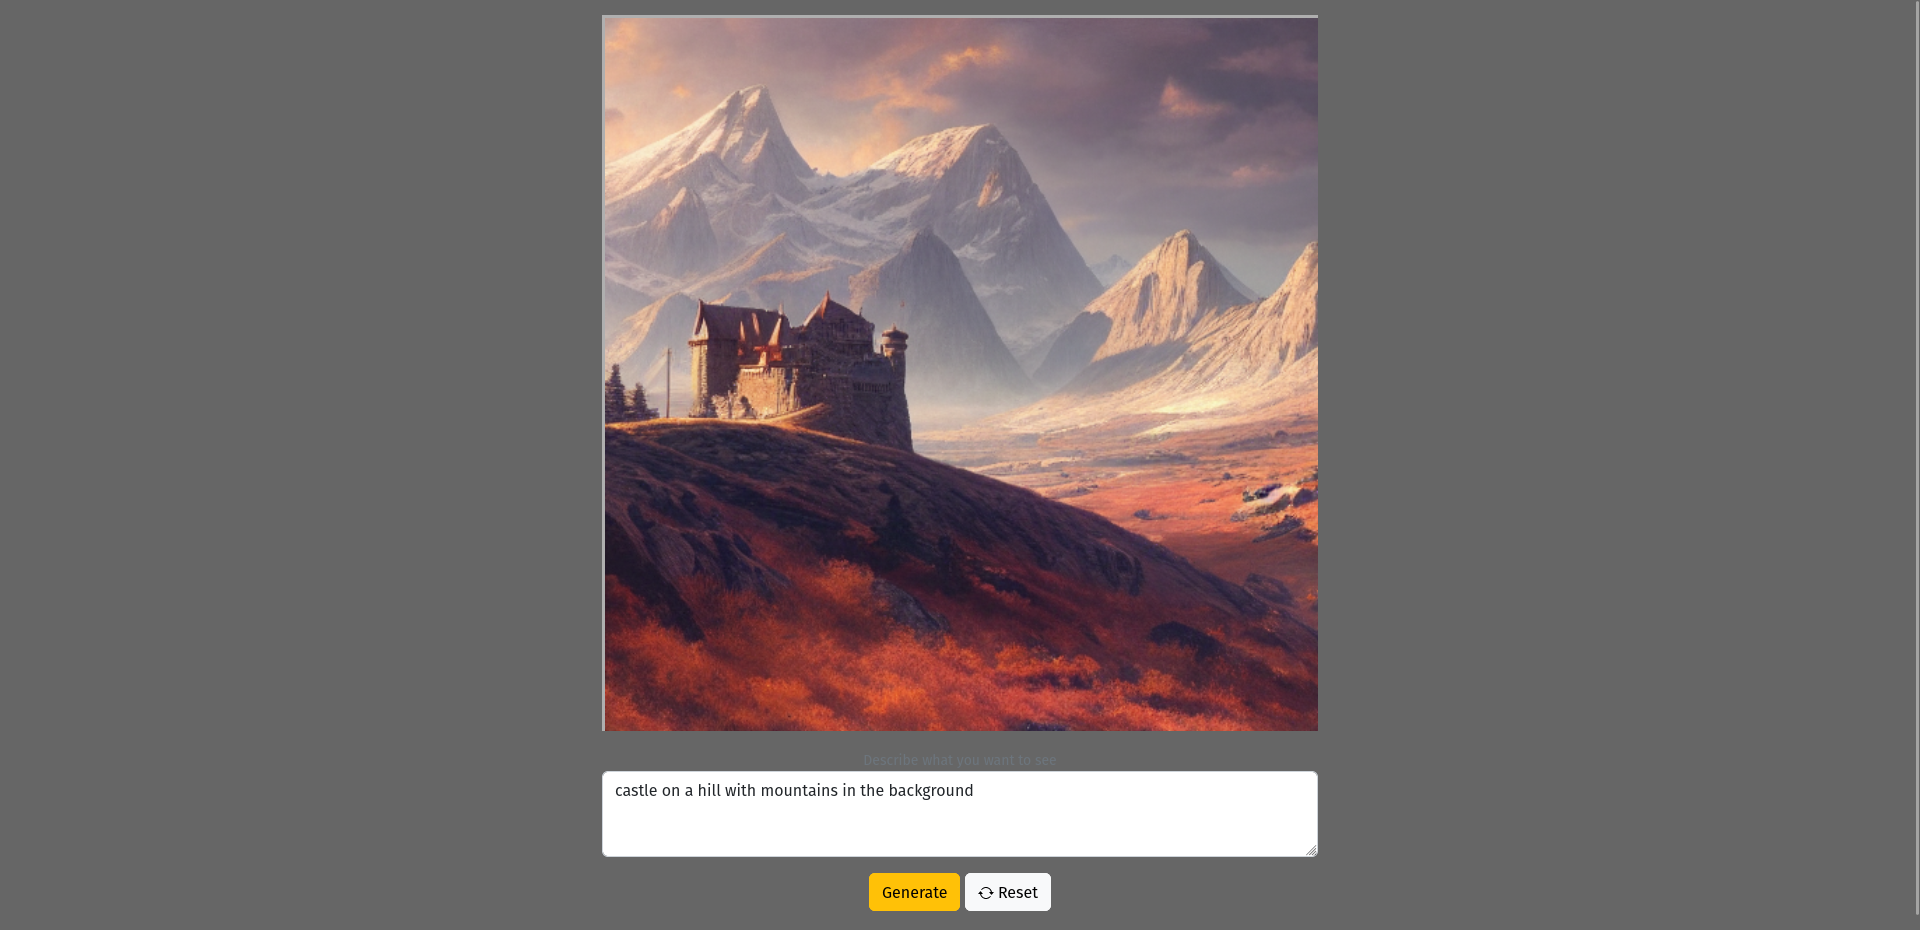 Describe what you want to see
castle on a hill with mountains in the background
Generate
Reset